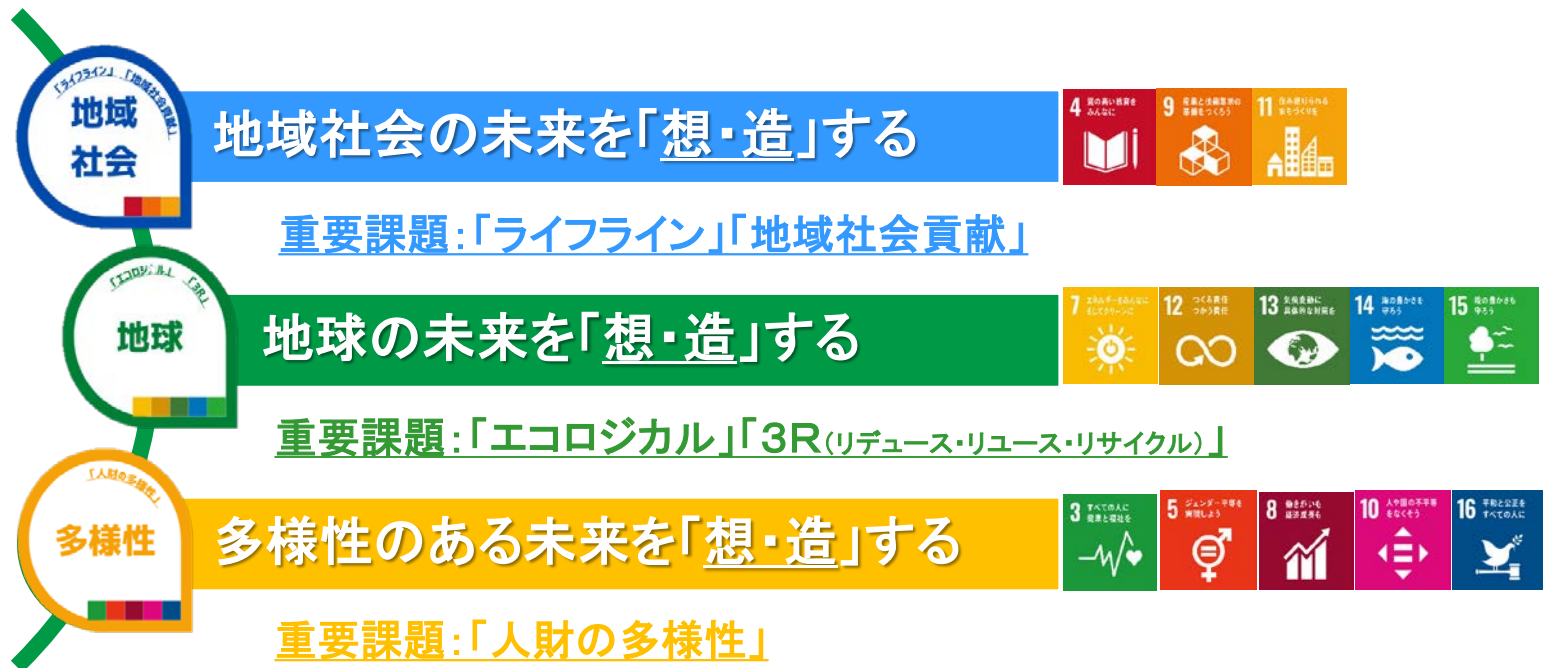 「ライフライン」「地域社会貢献」
地域
社会
地域社会の未来を「想・造」する
4 質の高い教育を
みんなに
9 産業と技術革新の
基盤をつくろう
11 住み続けられる
まちづくりを
重要課題:「ライフライン」「地域社会貢献」
「エコロジカル」「3R」
地球
地球の未来を「想・造」する
7 エネルギーをみんなに
そしてクリーンに
12 つくる責任
つかう責任
13 気候変動に
具体的な対策を
14 海の豊かさを
守ろう
15 陸の豊かさも
守ろう
重要課題:「エコロジカル」「3R(リデュース・リユース・リサイクル)」
「人財の多様性」
多様性
多様性のある未来を「想・造」する
3 すべての人に
健康と福祉を
5 ジェンダー平等を
実現しよう
8 働きがいも
経済成長も
10 人や国の不平等
をなくそう
16 平和と公正を
すべての人に
重要課題:「人財の多様性」